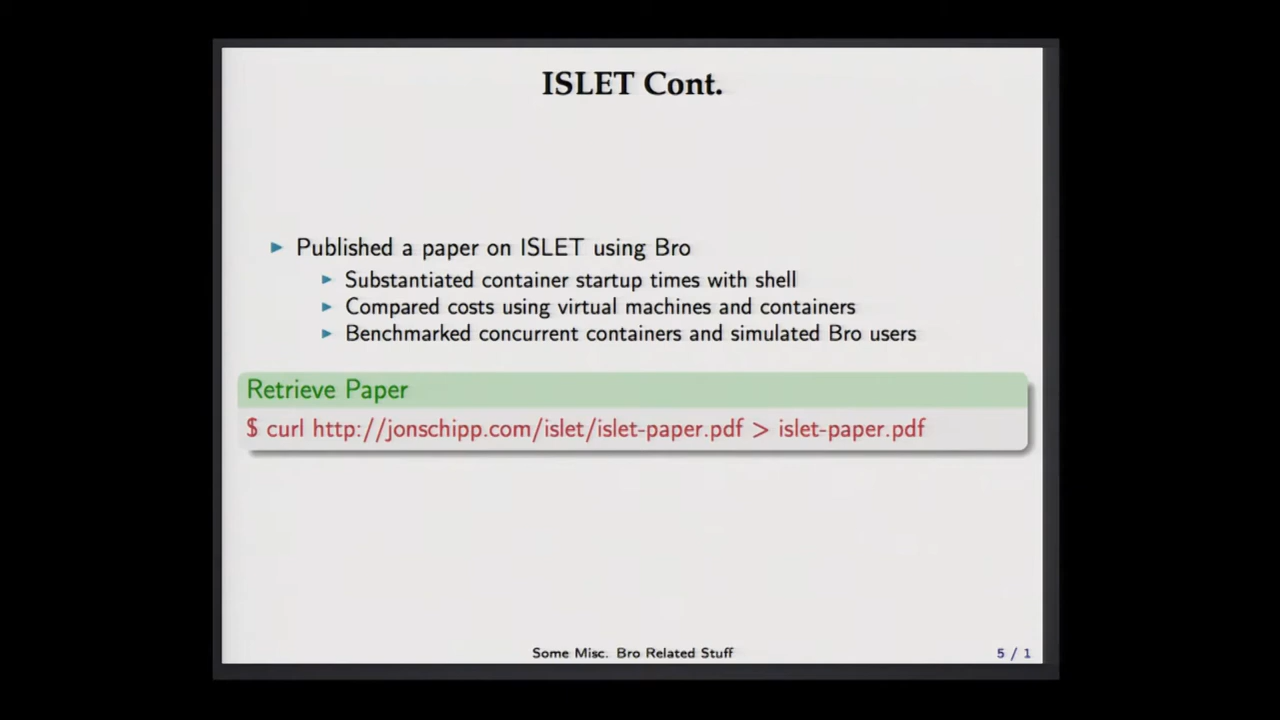 ISLET Cont.
▶ Published a paper on ISLET using Bro
▶ Substantiated container startup times with shell
▶ Compared costs using virtual machines and containers
▶ Benchmarked concurrent containers and simulated Bro users
Retrieve Paper
$ curl http://jonschipp.com/islet/islet-paper.pdf > islet-paper.pdf
Some Misc. Bro Related Stuff
5 / 1